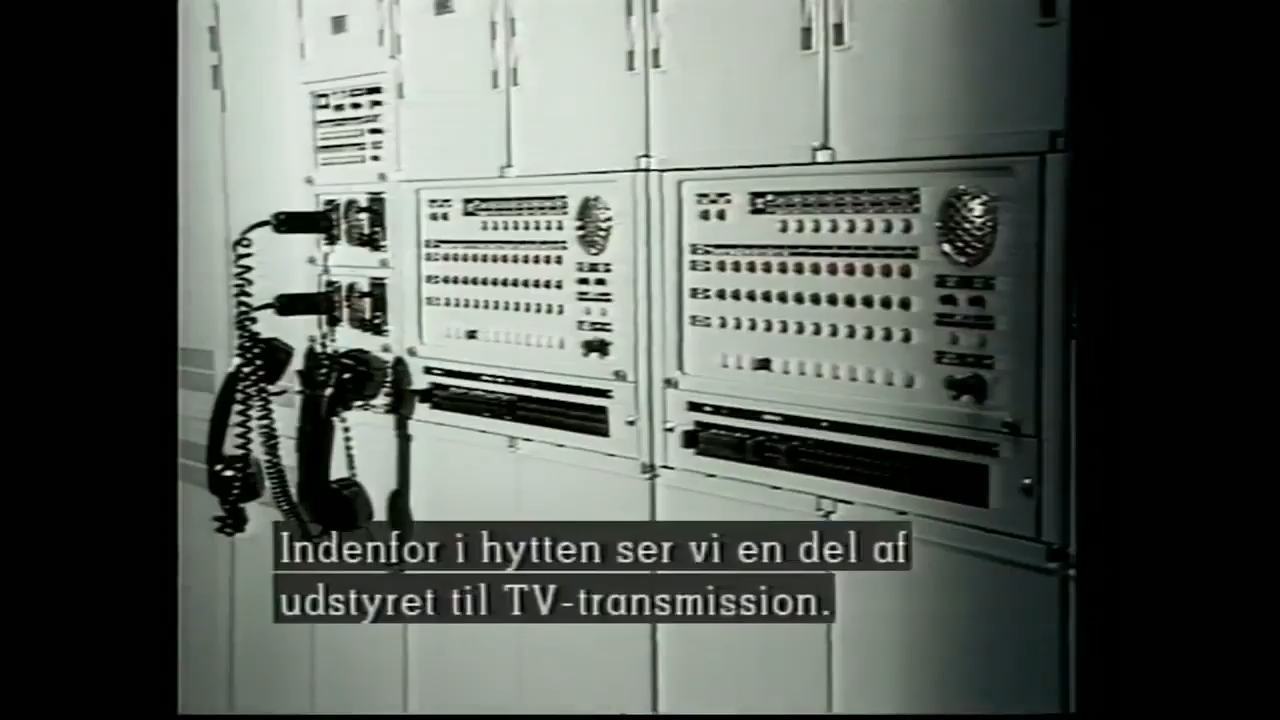 Indenfor i hytten ser vi en del af
udstyret til TV-transmission.